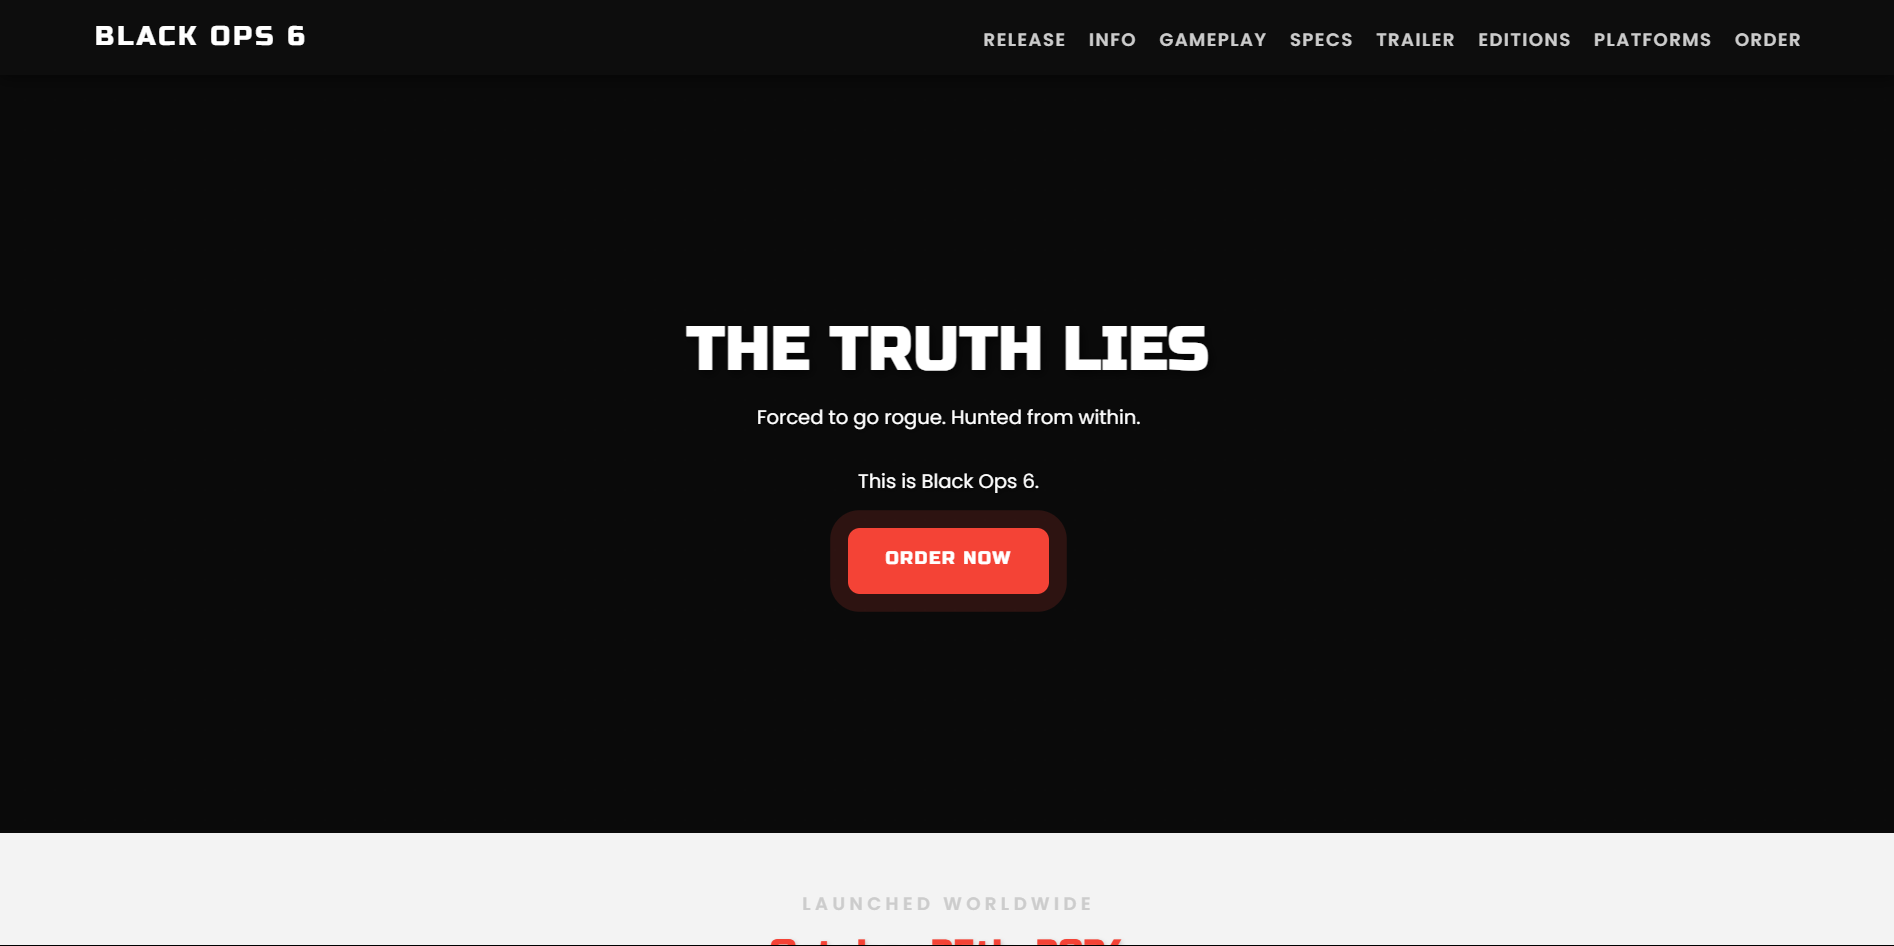 BLACK OPS 6
RELEASE INFO GAMEPLAY SPECS TRAILER EDITIONS PLATFORMS ORDER
THE TRUTH LIES
Forced to go rogue. Hunted from within.
This is Black Ops 6.
ORDER NOW
LAUNCHED WORLDWIDE